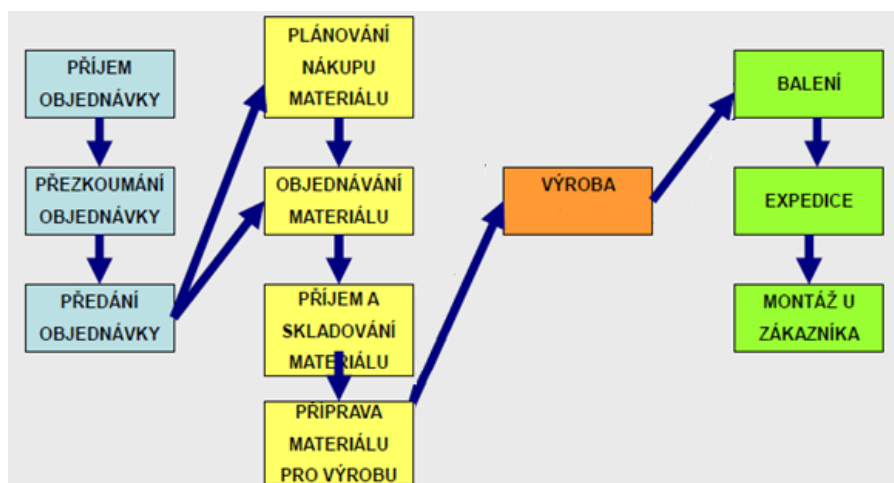 PŘÍJEM
OBJEDNÁVKY
PŘEZKOUMÁNÍ
OBJEDNÁVKY
PŘEDÁNÍ
OBJEDNÁVKY
PLÁNOVÁNÍ
NÁKUPU
MATERIÁLU
OBJEDNÁVÁNÍ
MATERIÁLU
PŘÍJEM A
SKLADOVÁNÍ
MATERIÁLU
PŘÍPRAVA
MATERIÁLU
PRO VÝROBU
VÝROBA
BALENÍ
EXPEDICE
MONTÁŽ U
ZÁKAZNÍKA